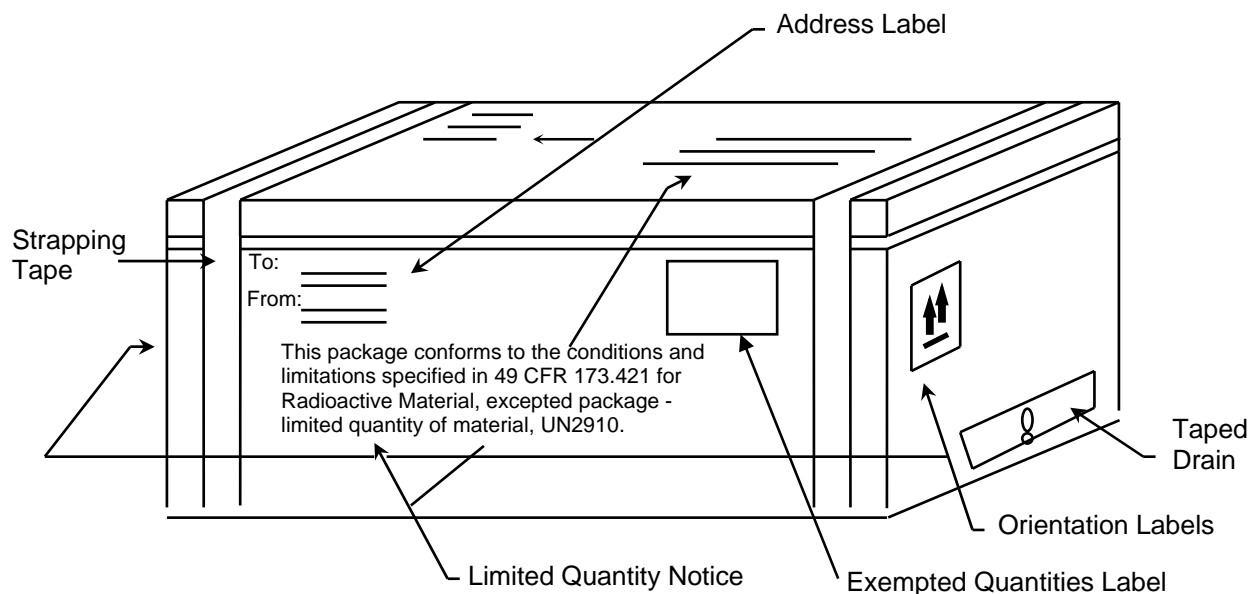 Address Label
Strapping
Tape
To:
From:
This package conforms to the conditions and
limitations specified in 49 CFR 173.421 for
Radioactive Material, excepted package -
limited quantity of material, UN2910.
Taped
Drain
Orientation Labels
Limited Quantity Notice
Exempted Quantities Label